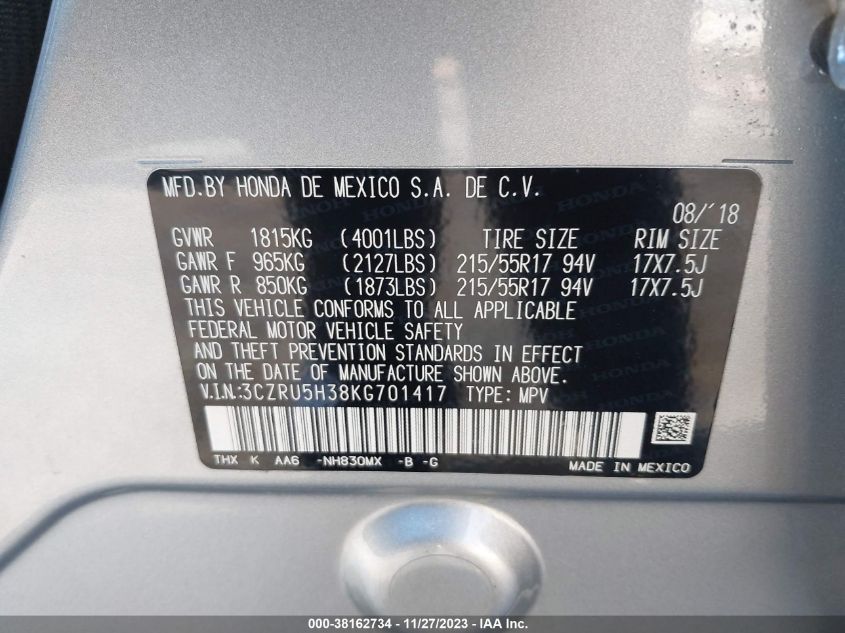 MFD.BY HONDA DE MEXICO S.A. DE C.V.
08/'18
GVWR 1815KG (4001LBS) TIRE SIZE RIM SIZE
GAWR F 965KG (2127LBS) 215/55R17 94V 17X7.5J
GAWR R 850KG (1873LBS) 215/55R17 94V 17X7.5J
THIS VEHICLE CONFORMS TO ALL APPLICABLE
FEDERAL MOTOR VEHICLE SAFETY
AND THEFT PREVENTION STANDARDS IN EFFECT
ON THE DATE OF MANUFACTURE SHOWN ABOVE.
V.I.N:3CZRU5H38KG701417 TYPE: MPV
THX K AA6 -NH830MX -B -G MADE IN MEXICO
000-38162734 - 11/27/2023 - IAA Inc.